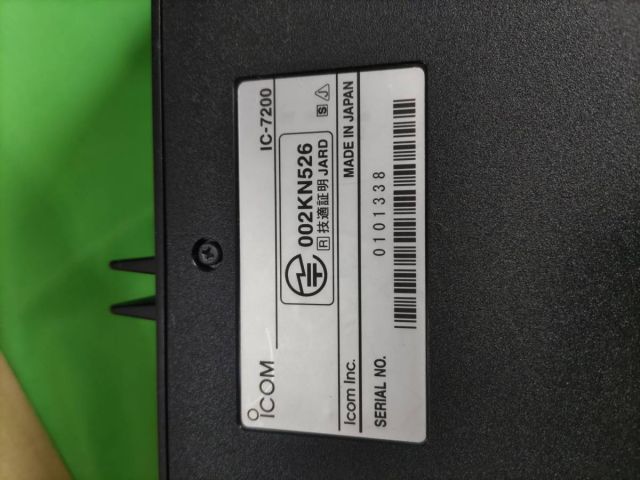 ICOM
IC-7200
002KN526
R 技適証明 JARD
S J
Icom Inc.
MADE IN JAPAN
SERIAL NO.
0101338